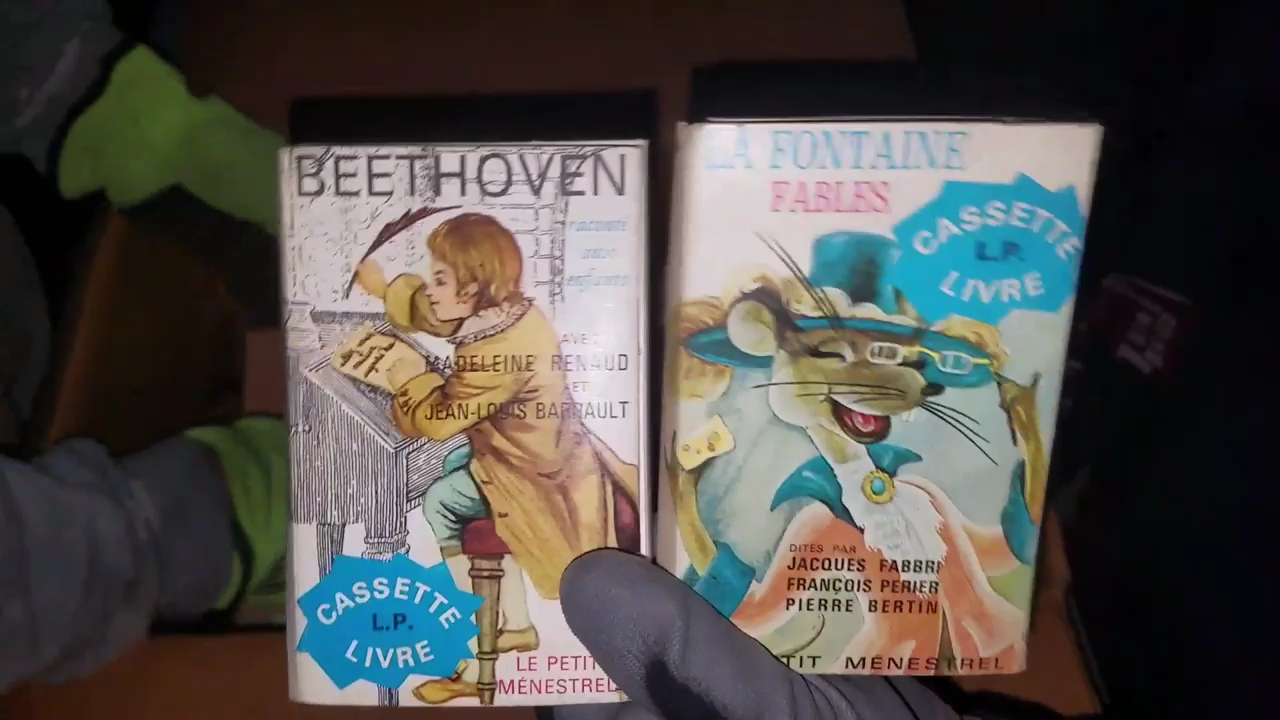 BEETHOVEN
raconté
aux
enfants
AVEC
MADELEINE RENAUD
ET
JEAN-LOUIS BARRAULT
CASSETTE
L.P.
LIVRE
LE PETIT
MÉNESTREL
LA FONTAINE
FABLES
CASSETTE
L.P.
LIVRE
DITES PAR
JACQUES FABBRI
FRANÇOIS PERIER
PIERRE BERTIN
TIT MÉNESTREL